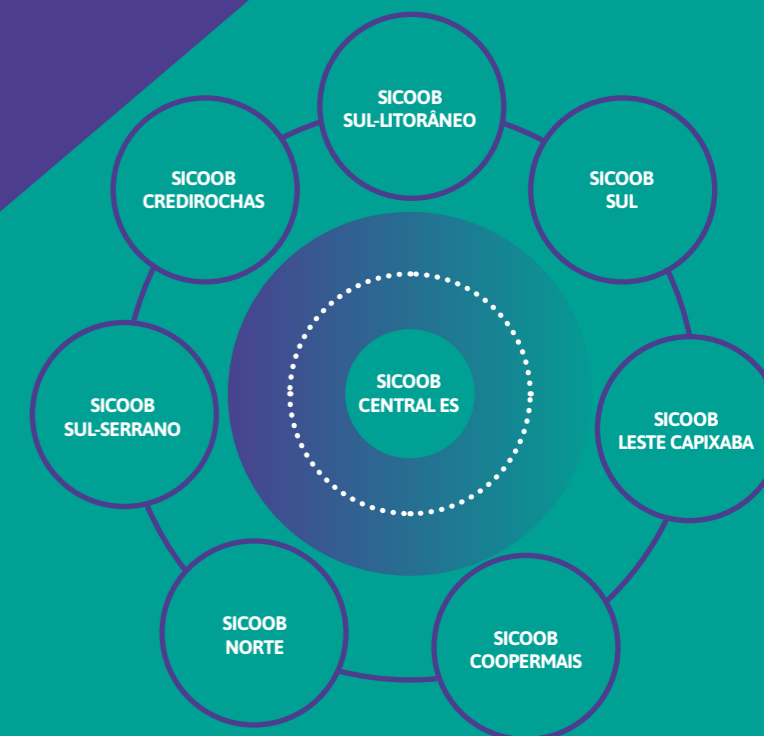 SICOOB
SUL-LITORÂNEO
SICOOB
CREDIROCHAS
SICOOB
SUL
SICOOB
CENTRAL ES
SICOOB
SUL-SERRANO
SICOOB
LESTE CAPIXABA
SICOOB
NORTE
SICOOB
COOPERMAIS